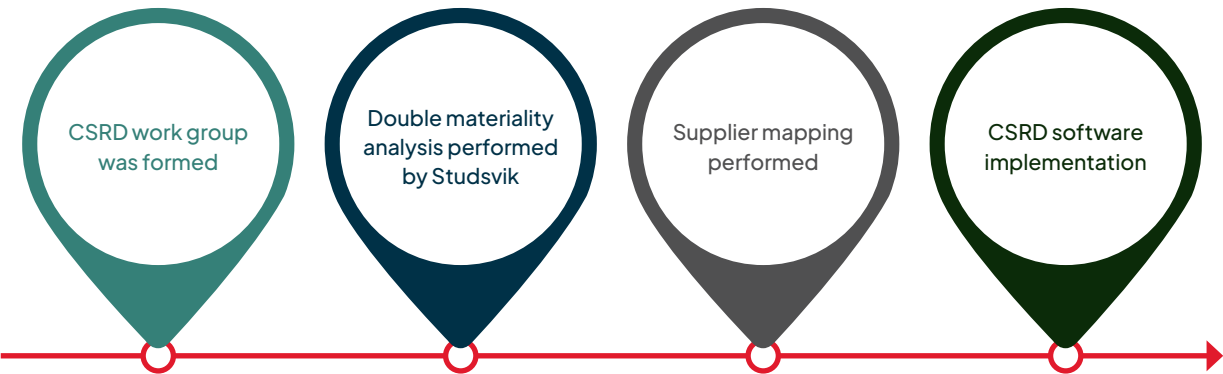 CSRD work group
was formed
Double materiality
analysis performed
by Studsvik
Supplier mapping
performed
CSRD software
implementation